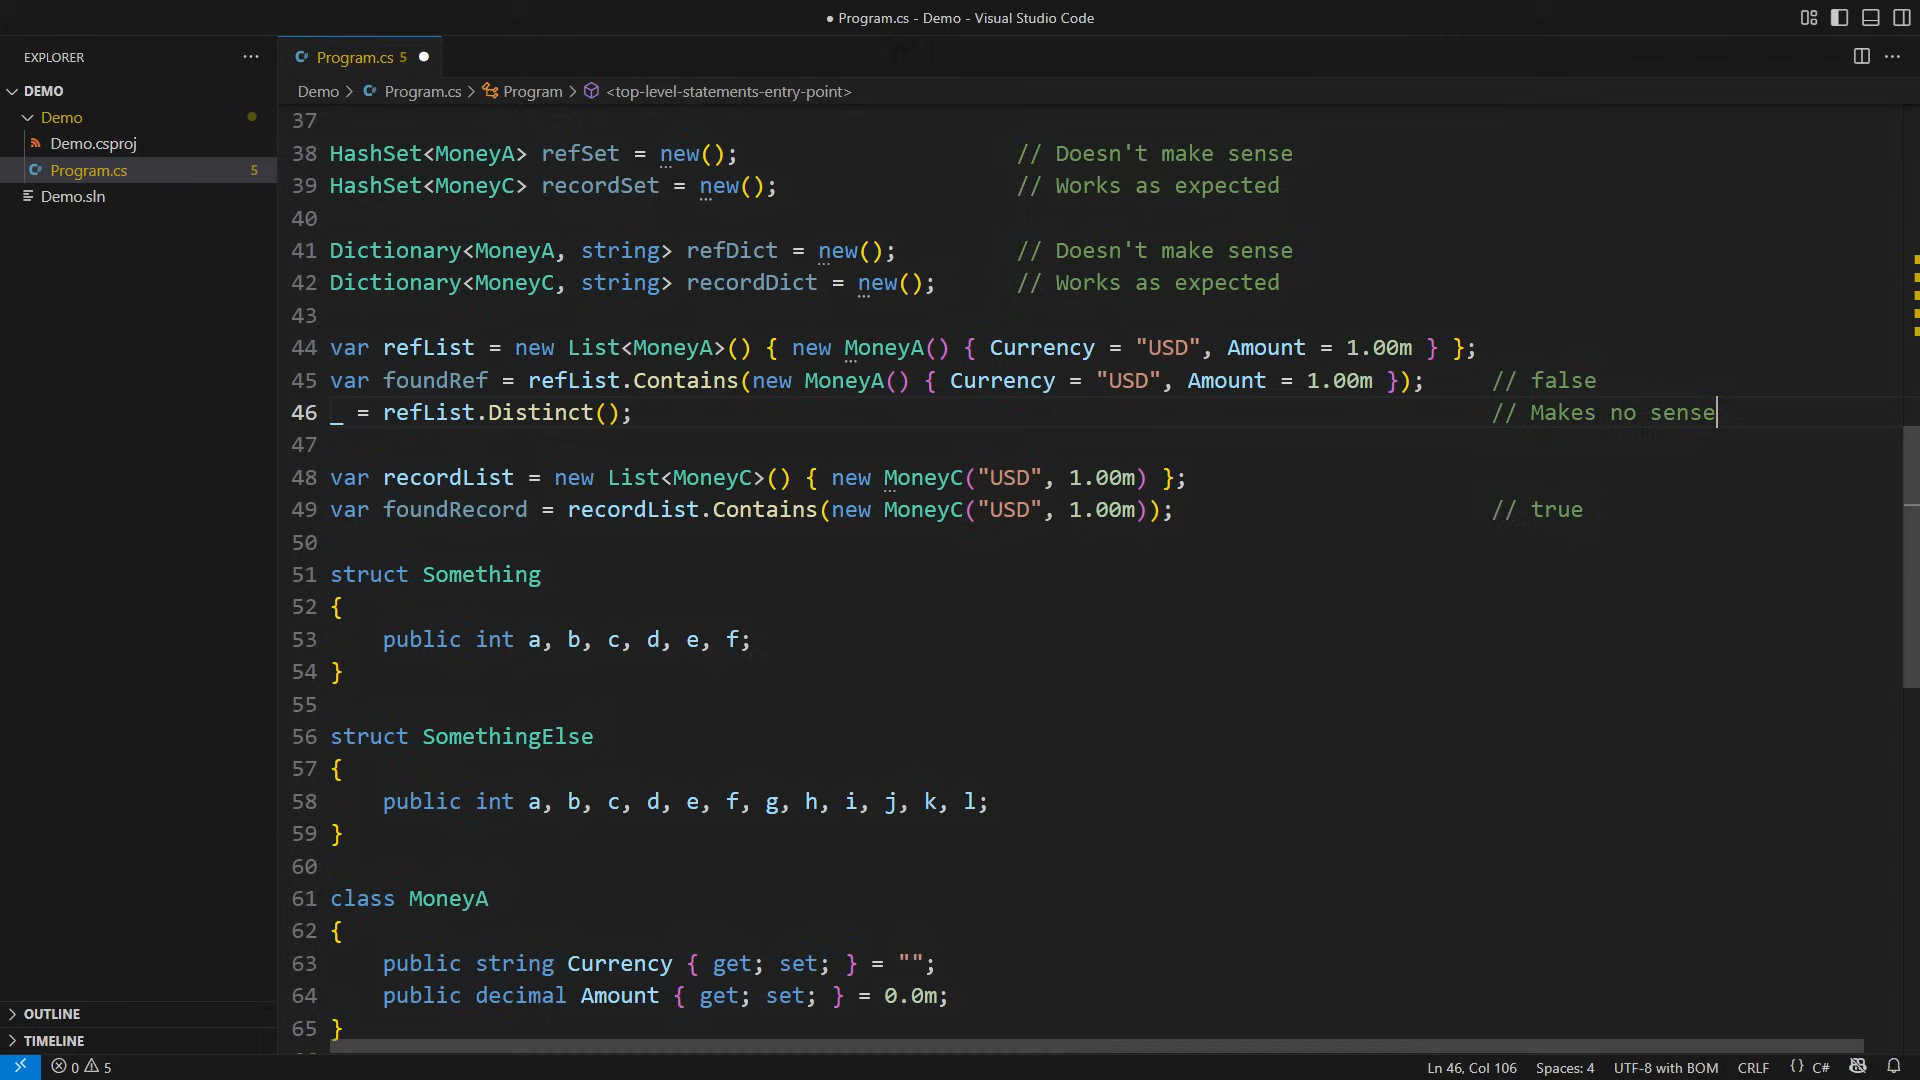 ● Program.cs - Demo - Visual Studio Code
EXPLORER
DEMO
Demo
Demo.csproj
Program.cs 5
Demo.sln
OUTLINE
TIMELINE
Program.cs 5
Demo > Program.cs > Program > <top-level-statements-entry-point>
37
38 HashSet<MoneyA> refSet = new(); // Doesn't make sense
39 HashSet<MoneyC> recordSet = new(); // Works as expected
40
41 Dictionary<MoneyA, string> refDict = new(); // Doesn't make sense
42 Dictionary<MoneyC, string> recordDict = new(); // Works as expected
43
44 var refList = new List<MoneyA>() { new MoneyA() { Currency = "USD", Amount = 1.00m } };
45 var foundRef = refList.Contains(new MoneyA() { Currency = "USD", Amount = 1.00m }); // false
46 _ = refList.Distinct(); // Makes no sense
47
48 var recordList = new List<MoneyC>() { new MoneyC("USD", 1.00m) };
49 var foundRecord = recordList.Contains(new MoneyC("USD", 1.00m)); // true
50
51 struct Something
52 {
53 public int a, b, c, d, e, f;
54 }
55
56 struct SomethingElse
57 {
58 public int a, b, c, d, e, f, g, h, i, j, k, l;
59 }
60
61 class MoneyA
62 {
63 public string Currency { get; set; } = "";
64 public decimal Amount { get; set; } = 0.0m;
65 }
0 5 Ln 46, Col 106 Spaces: 4 UTF-8 with BOM CRLF {} C#